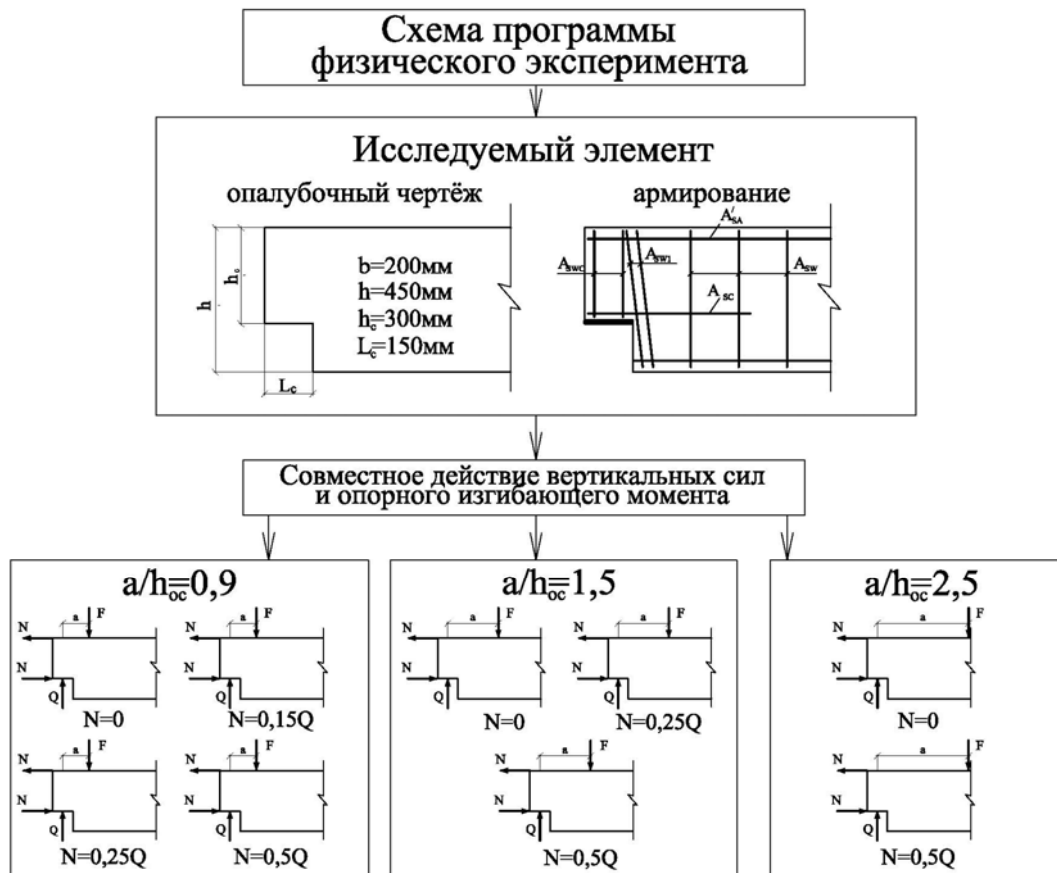 Схема программы
физического эксперимента
Исследуемый элемент
опалубочный чертёж
армирование
h
hc
b=200мм
h=450мм
hc=300мм
Lc=150мм
Lc
A'SA
ASWC
ASW1
ASW
ASC
Совместное действие вертикальных сил
и опорного изгибающего момента
a/hoc=0,9
N
N
a
F
Q
N=0
N
N
a
F
Q
N=0,15Q
N
N
a
F
Q
N=0,25Q
N
N
a
F
Q
N=0,5Q
a/hoc=1,5
N
N
a
F
Q
N=0
N
N
a
F
Q
N=0,25Q
N
N
a
F
Q
N=0,5Q
a/hoc=2,5
N
N
a
F
Q
N=0
N
N
a
F
Q
N=0,5Q